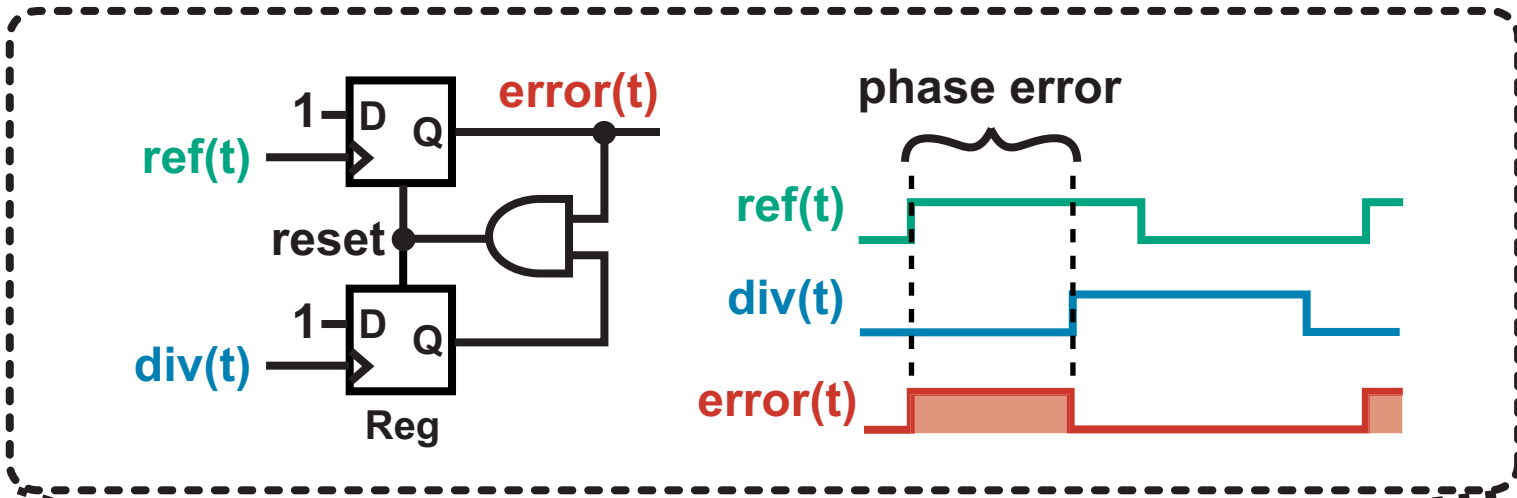 error(t)
1
D
Q
ref(t)
reset
1
D
Q
div(t)
Reg
phase error
ref(t)
div(t)
error(t)